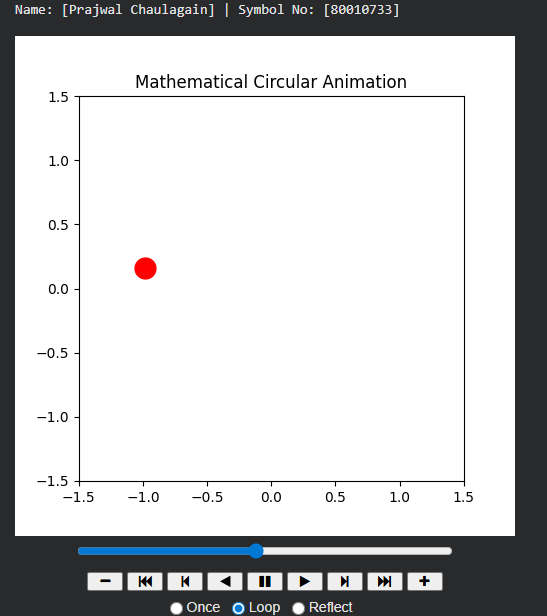 Name: [Prajwal Chaulagain] | Symbol No: [80010733]
Mathematical Circular Animation
1.5
1.0
0.5
0.0
−0.5
−1.0
−1.5
−1.5 −1.0 −0.5 0.0 0.5 1.0 1.5
Once Loop Reflect